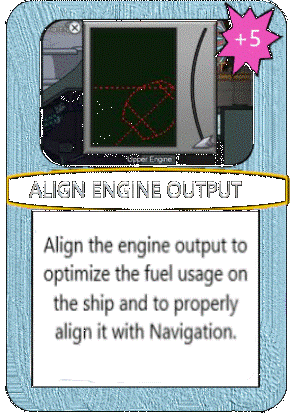 +5
Upper Engine
ALIGN ENGINE OUTPUT
Align the engine output to
optimize the fuel usage on
the ship and to properly
align it with Navigation.